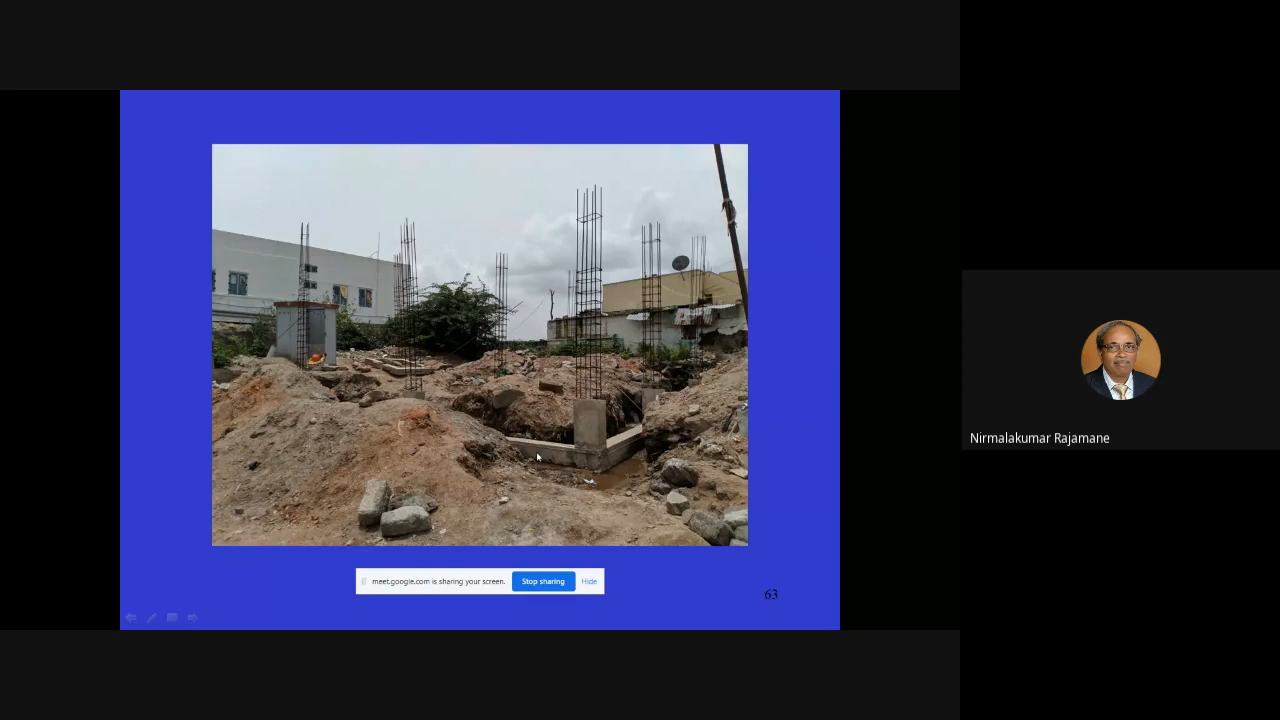 meet.google.com is sharing your screen.
Stop sharing
Hide
63
Nirmalakumar Rajamane